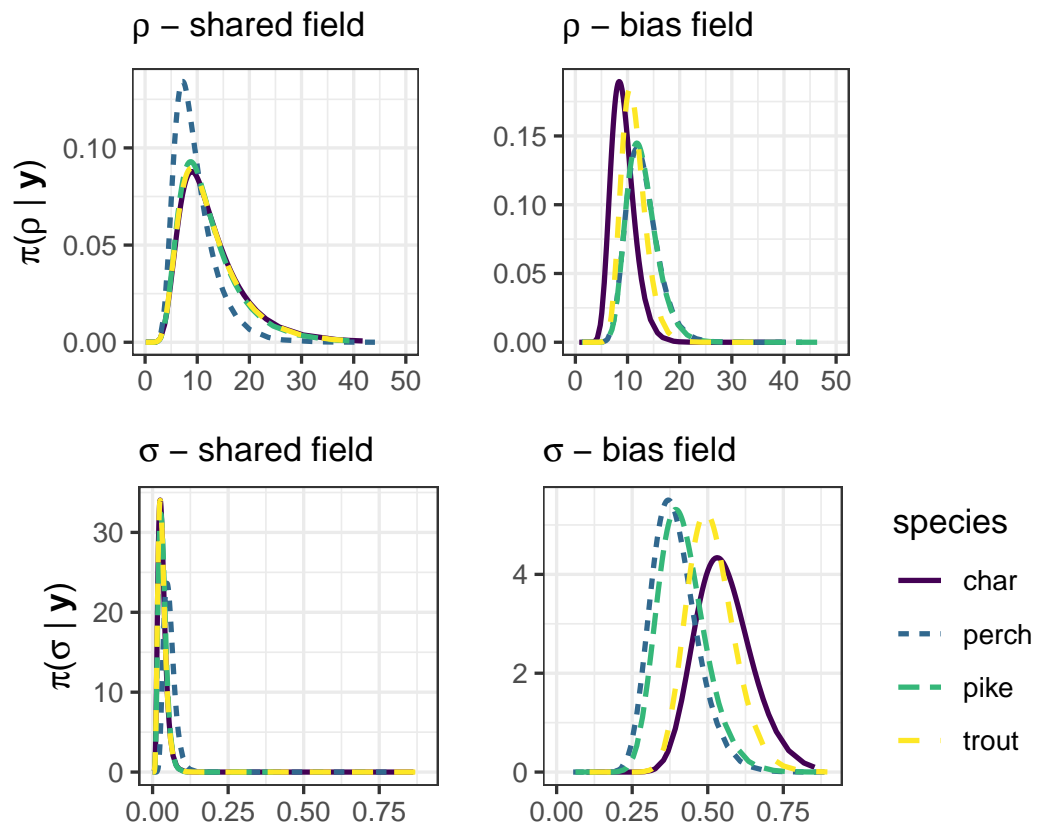 ρ – shared field
ρ – bias field
π(ρ | y)
0.10
0.05
0.00
0 10 20 30 40 50
0.15
0.10
0.05
0.00
0 10 20 30 40 50
σ – shared field
σ – bias field
π(σ | y)
30
20
10
0
0.00 0.25 0.50 0.75
4
2
0
0.00 0.25 0.50 0.75
species
char
perch
pike
trout